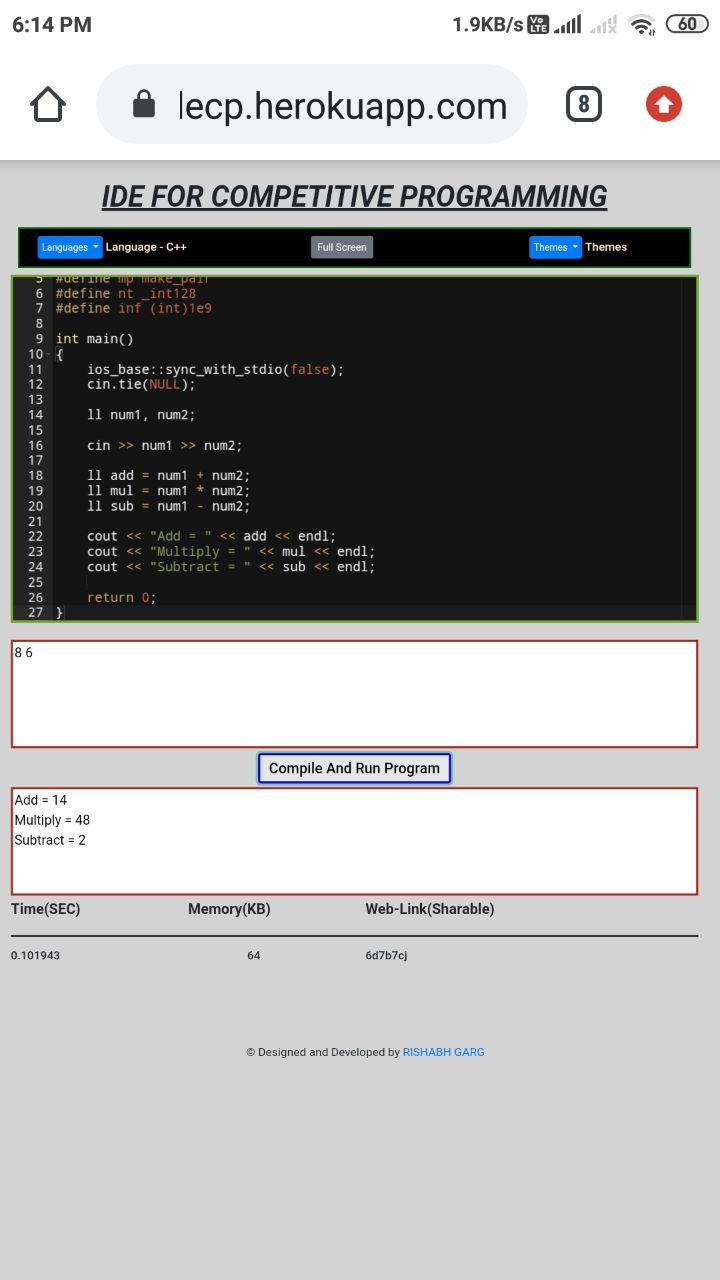 6:14 PM
1.9KB/s Vo LTE 60
lecp.herokuapp.com
8
IDE FOR COMPETITIVE PROGRAMMING
Languages Language - C++ Full Screen Themes Themes
5 #define mp make_pair
6 #define nt _int128
7 #define inf (int)1e9
8
9 int main()
10 {
11 ios_base::sync_with_stdio(false);
12 cin.tie(NULL);
13
14 ll num1, num2;
15
16 cin >> num1 >> num2;
17
18 ll add = num1 + num2;
19 ll mul = num1 * num2;
20 ll sub = num1 - num2;
21
22 cout << "Add = " << add << endl;
23 cout << "Multiply = " << mul << endl;
24 cout << "Subtract = " << sub << endl;
25
26 return 0;
27 }
8 6
Compile And Run Program
Add = 14
Multiply = 48
Subtract = 2
Time(SEC) Memory(KB) Web-Link(Sharable)
0.101943 64 6d7b7cj
© Designed and Developed by RISHABH GARG